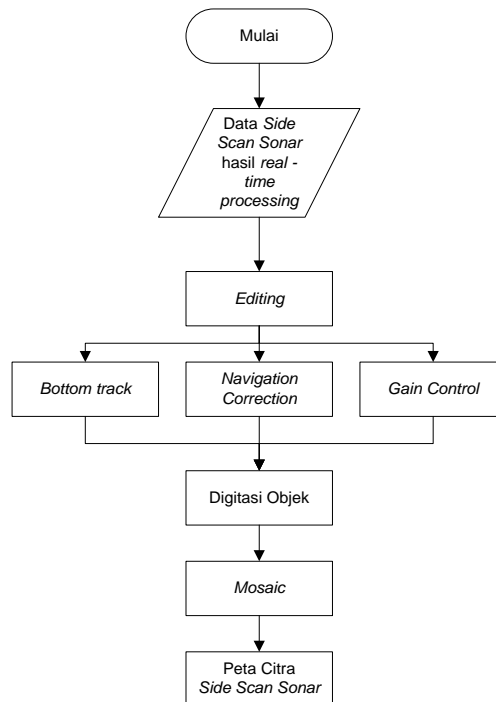 Mulai
Data Side
Scan Sonar
hasil real -
time
processing
Editing
Bottom track
Navigation
Correction
Gain Control
Digitasi Objek
Mosaic
Peta Citra
Side Scan Sonar